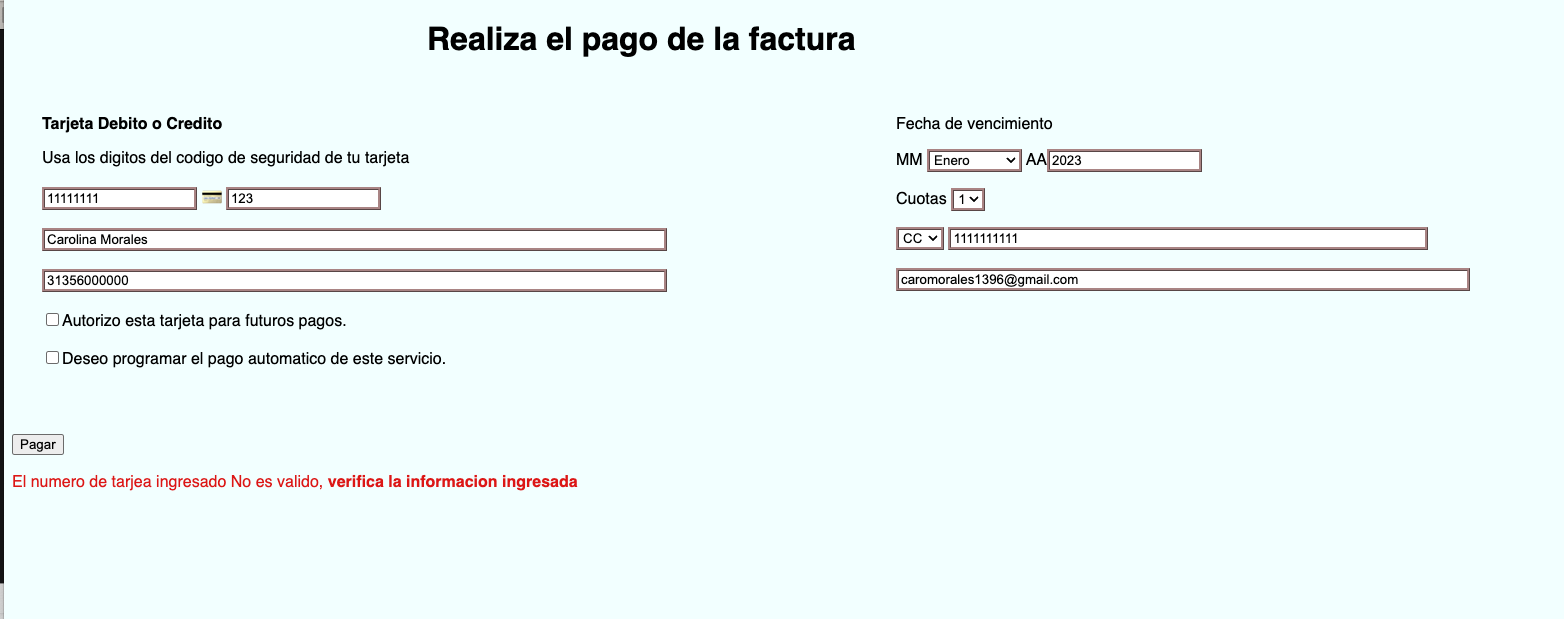 Realiza el pago de la factura
Tarjeta Debito o Credito
Usa los digitos del codigo de seguridad de tu tarjeta
11111111 123
Carolina Morales
31356000000
Autorizo esta tarjeta para futuros pagos.
Deseo programar el pago automatico de este servicio.
Fecha de vencimiento
MM Enero AA 2023
Cuotas 1
CC 1111111111
caromorales1396@gmail.com
Pagar
El numero de tarjea ingresado No es valido, verifica la informacion ingresada